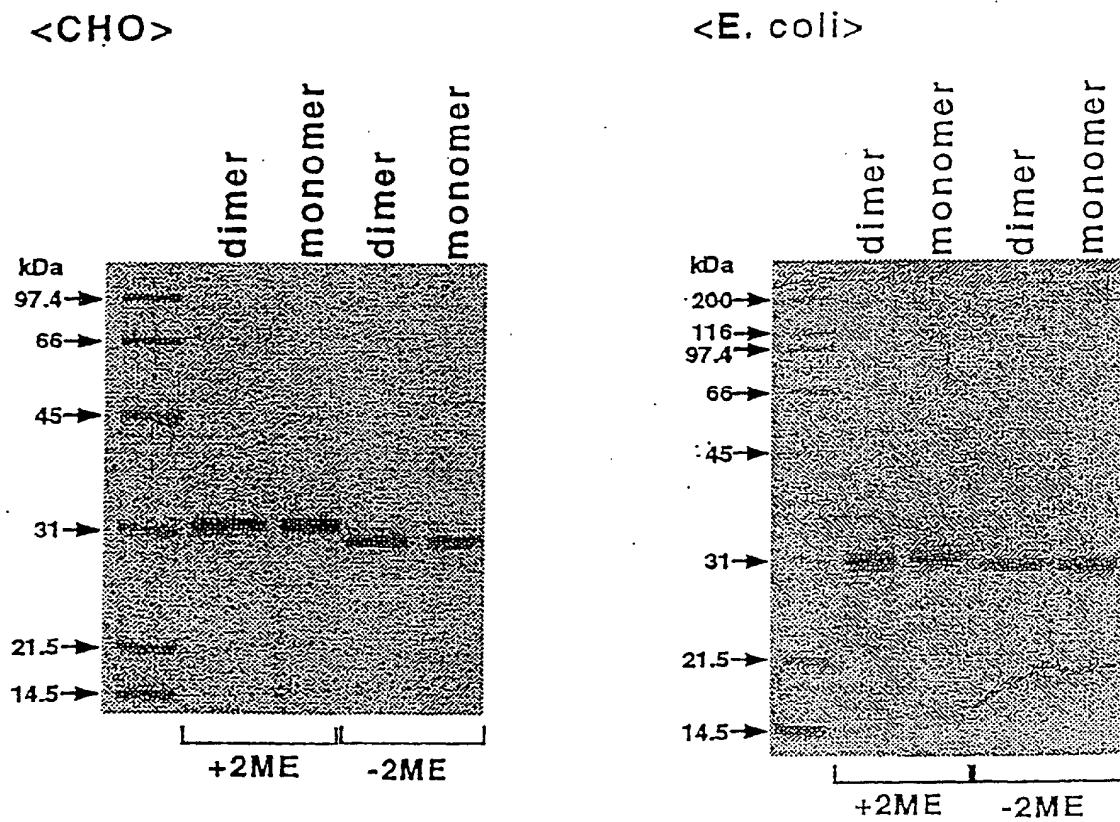 <CHO>
dimer
monomer
dimer
monomer
kDa
97.4
66
45
31
21.5
14.5
+2ME
-2ME
<E. coli>
dimer
monomer
dimer
monomer
kDa
200
116
97.4
66
45
31
21.5
14.5
+2ME
-2ME